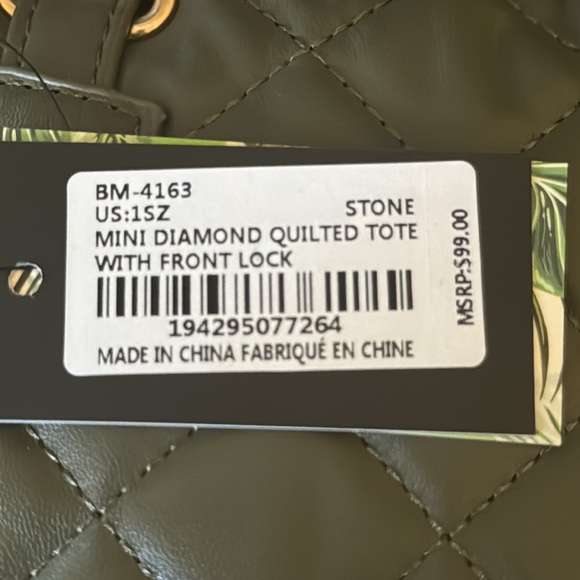 BM-4163
US:1SZ STONE
MINI DIAMOND QUILTED TOTE
WITH FRONT LOCK
194295077264
MADE IN CHINA FABRIQUÉ EN CHINE
MSRP:$99.00